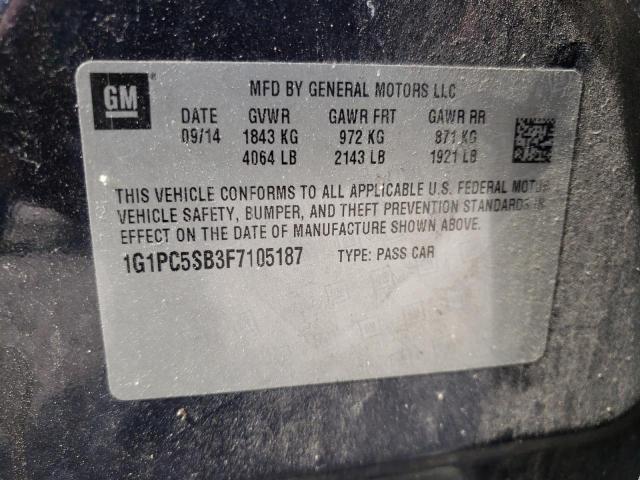 GM
MFD BY GENERAL MOTORS LLC
DATE GVWR GAWR FRT GAWR RR
09/14 1843 KG 972 KG 871 KG
4064 LB 2143 LB 1921 LB
THIS VEHICLE CONFORMS TO ALL APPLICABLE U.S. FEDERAL MOTOR
VEHICLE SAFETY, BUMPER, AND THEFT PREVENTION STANDARDS IN
EFFECT ON THE DATE OF MANUFACTURE SHOWN ABOVE.
1G1PC5SB3F7105187 TYPE: PASS CAR